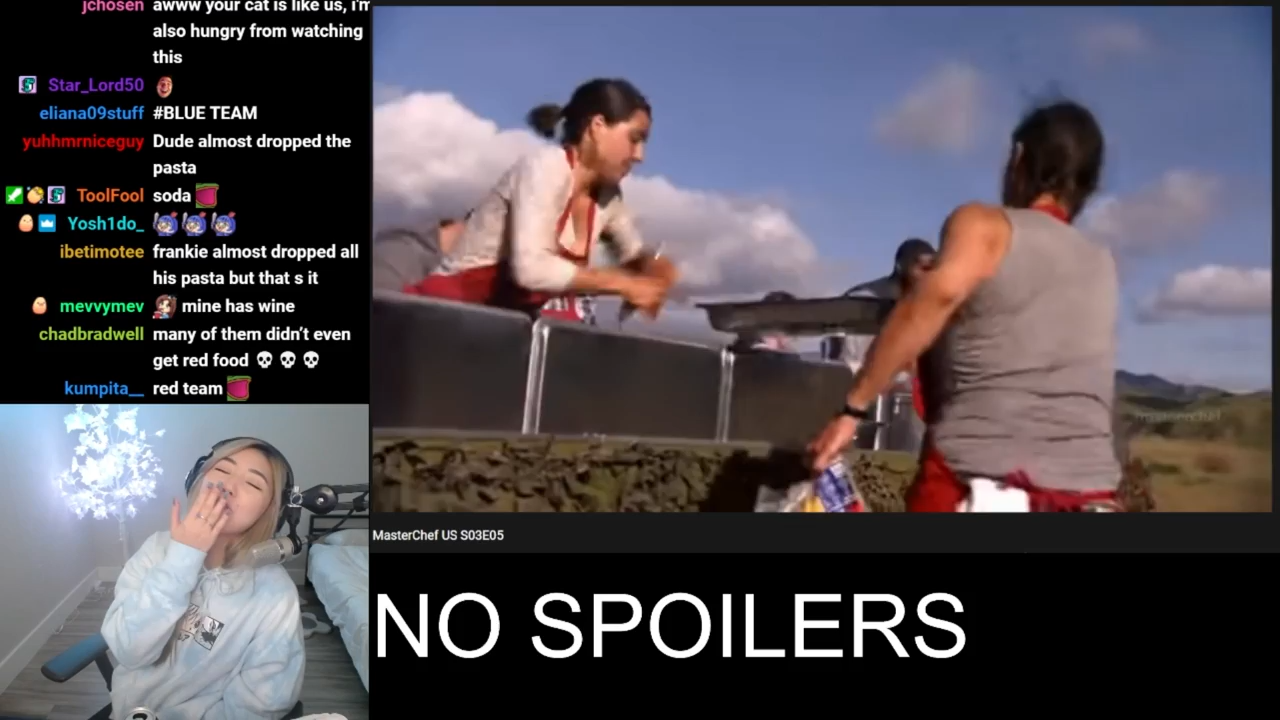 jchosen awww your cat is like us, i'm
also hungry from watching
this
Star_Lord50
eliana09stuff #BLUE TEAM
yuhhmrniceguy Dude almost dropped the
pasta
ToolFool soda
Yosh1do_
ibetimotee frankie almost dropped all
his pasta but that s it
mevvymev mine has wine
chadbradwell many of them didn't even
get red food
kumpita__ red team
masterchef
MasterChef US S03E05
NO SPOILERS